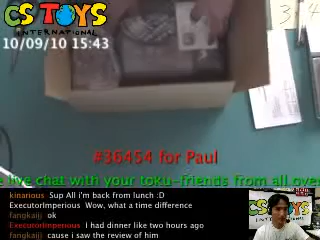 CS TOYS
INTERNATIONAL
10/09/10 15:43
#36454 for Paul
live chat with your toku-friends from all over
kinarious Sup All i'm back from lunch :D
ExecutorImperious Wow, what a time difference
fangkaiji ok
ExecutorImperious I had dinner like two hours ago
fangkaiji cause i saw the review of him
CS TOYS